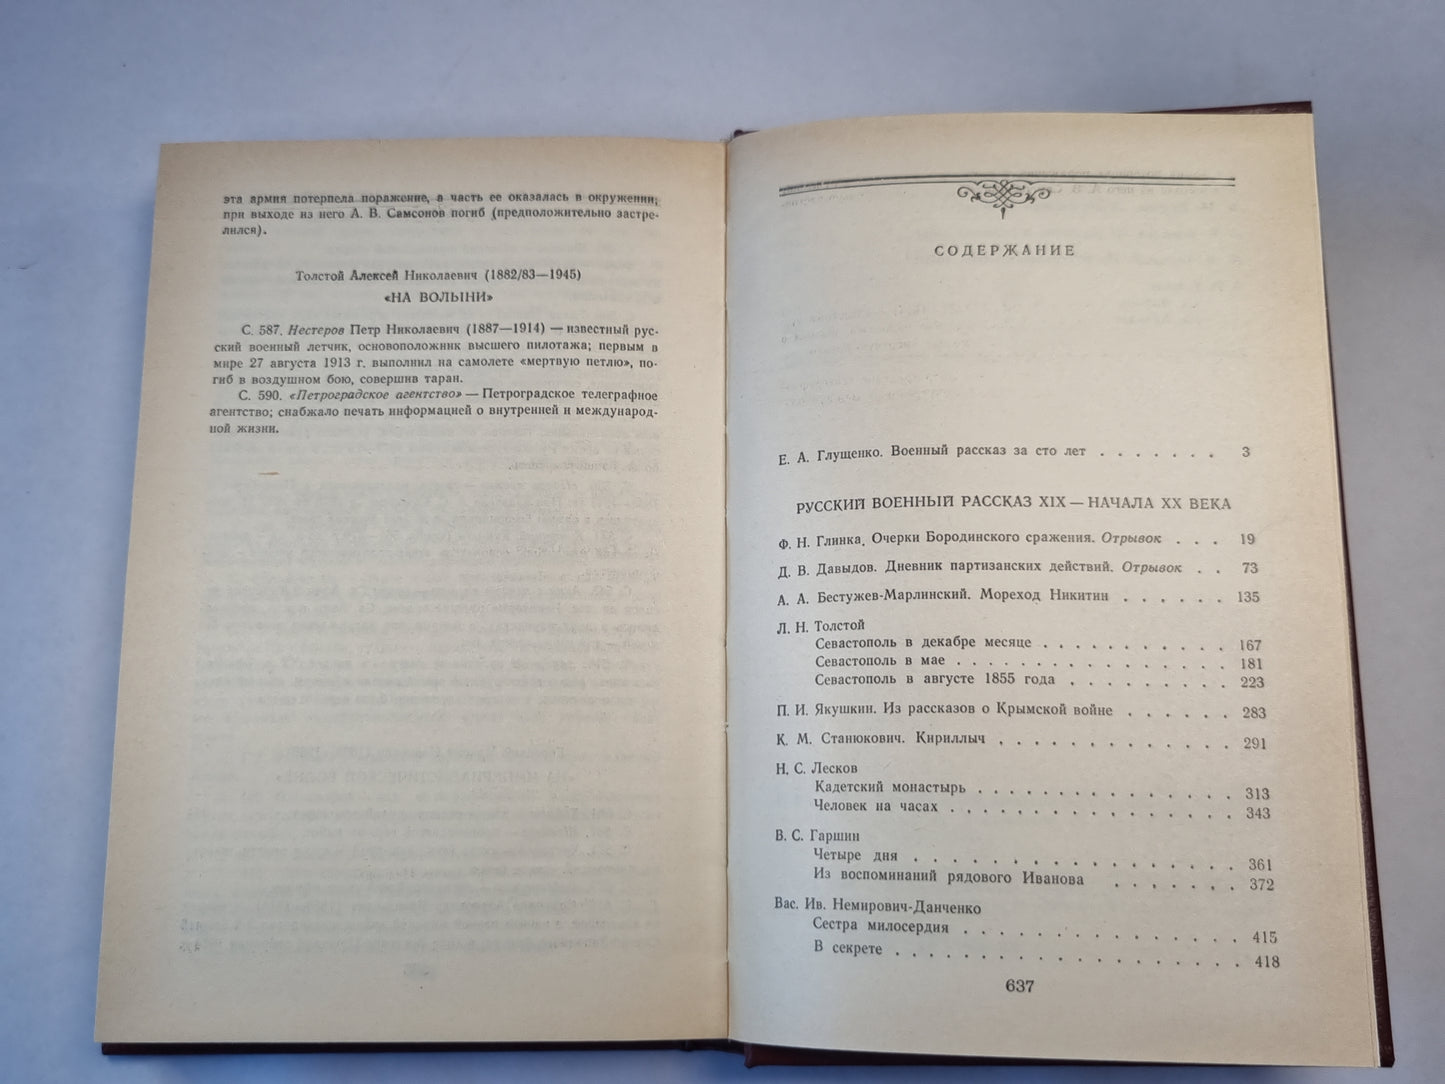 эта армия потерпела поражение, а часть ее оказалась в окружении;
при выходе из него А. В. Самсонов погиб (предположительно застре-
лился).
Толстой Алексей Николаевич (1882/83—1945)
«НА ВОЛЫНИ»
С. 587. Нестеров Петр Николаевич (1887—1914) — известный рус-
ский военный летчик, основоположник высшего пилотажа; первым в
мире 27 августа 1913 г. выполнил на самолете «мертвую петлю», по-
гиб в воздушном бою, совершив таран.
С. 590. «Петроградское агентство» — Петроградское телеграфное
агентство; снабжало печать информацией о внутренней и международ-
ной жизни.
СОДЕРЖАНИЕ
Е. А. Глущенко. Военный рассказ за сто лет . . . . . . . 3
РУССКИЙ ВОЕННЫЙ РАССКАЗ XIX — НАЧАЛА XX ВЕКА
Ф. Н. Глинка. Очерки Бородинского сражения. Отрывок . . . 19
Д. В. Давыдов. Дневник партизанских действий. Отрывок . . 73
А. А. Бестужев-Марлинский. Мореход Никитин . . . . . . 135
Л. Н. Толстой
Севастополь в декабре месяце . . . . . . . . . . 167
Севастополь в мае . . . . . . . . . . . . . . 181
Севастополь в августе 1855 года . . . . . . . . . 223
П. И. Якушкин. Из рассказов о Крымской войне . . . . . . 283
К. М. Станюкович. Кириллыч . . . . . . . . . . . . 291
Н. С. Лесков
Кадетский монастырь . . . . . . . . . . . . . 313
Человек на часах . . . . . . . . . . . . . . . 343
В. С. Гаршин
Четыре дня . . . . . . . . . . . . . . . . 361
Из воспоминаний рядового Иванова . . . . . . . 372
Вас. Ив. Немирович-Данченко
Сестра милосердия . . . . . . . . . . . . . . 415
В секрете . . . . . . . . . . . . . . . . . . 418
637